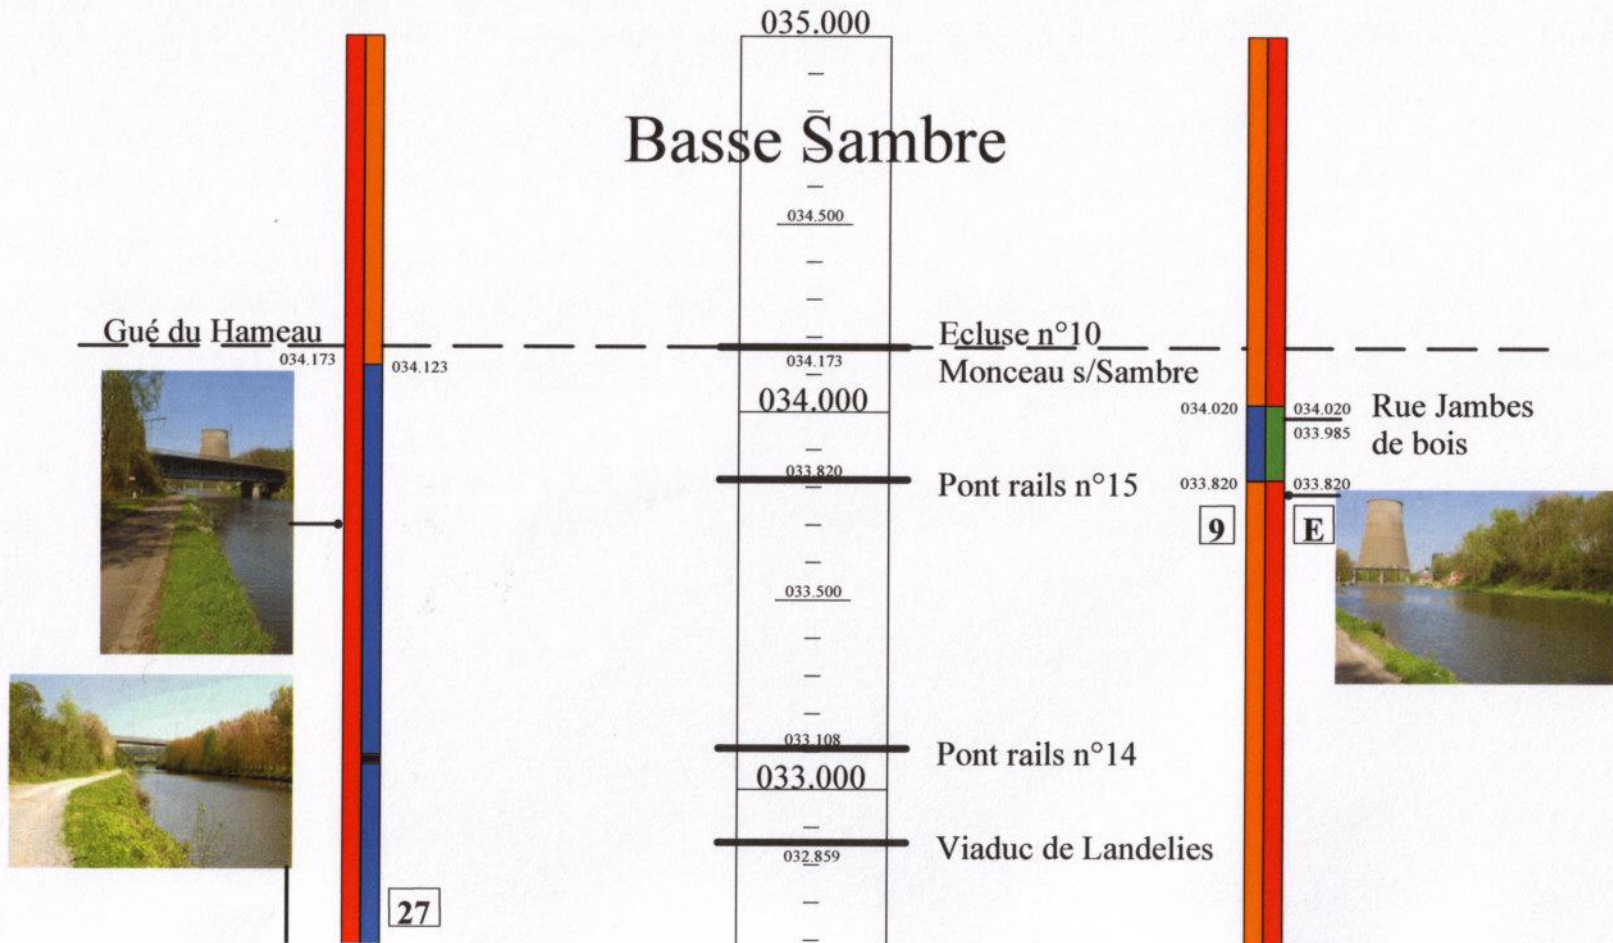 035.000
Basse Sambre
034.500
Gué du Hameau
034.173
034.123
034.173
Ecluse n°10
Monceau s/Sambre
034.000
034.020
034.020
033.985
Rue Jambes
de bois
033.820
Pont rails n°15
033.820
033.820
9
E
033.500
033.108
Pont rails n°14
033.000
032.859
Viaduc de Landelies
27